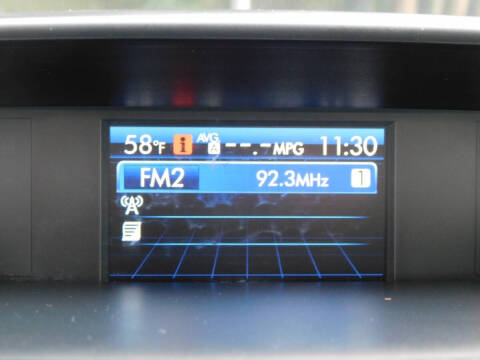 58°F i AVG A --.- MPG 11:30
FM2 92.3MHz 1